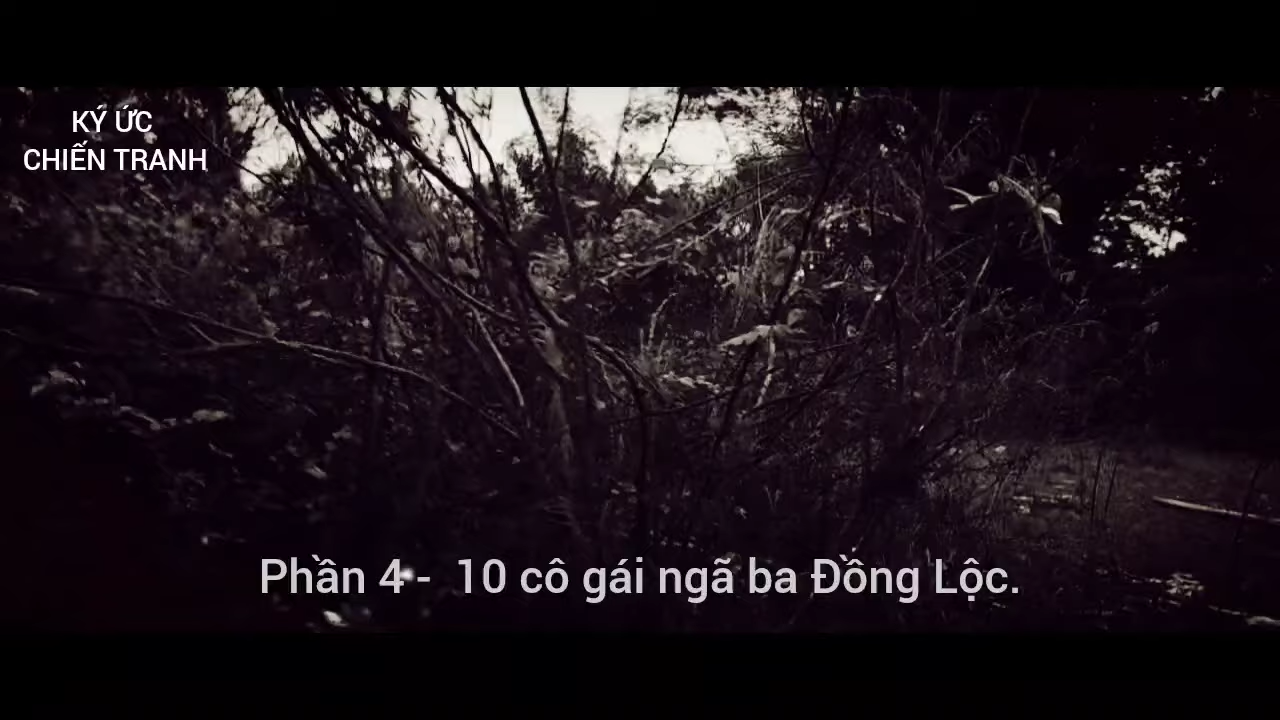 KÝ ỨC
CHIẾN TRANH
Phần 4 -  10 cô gái ngã ba Đồng Lộc.